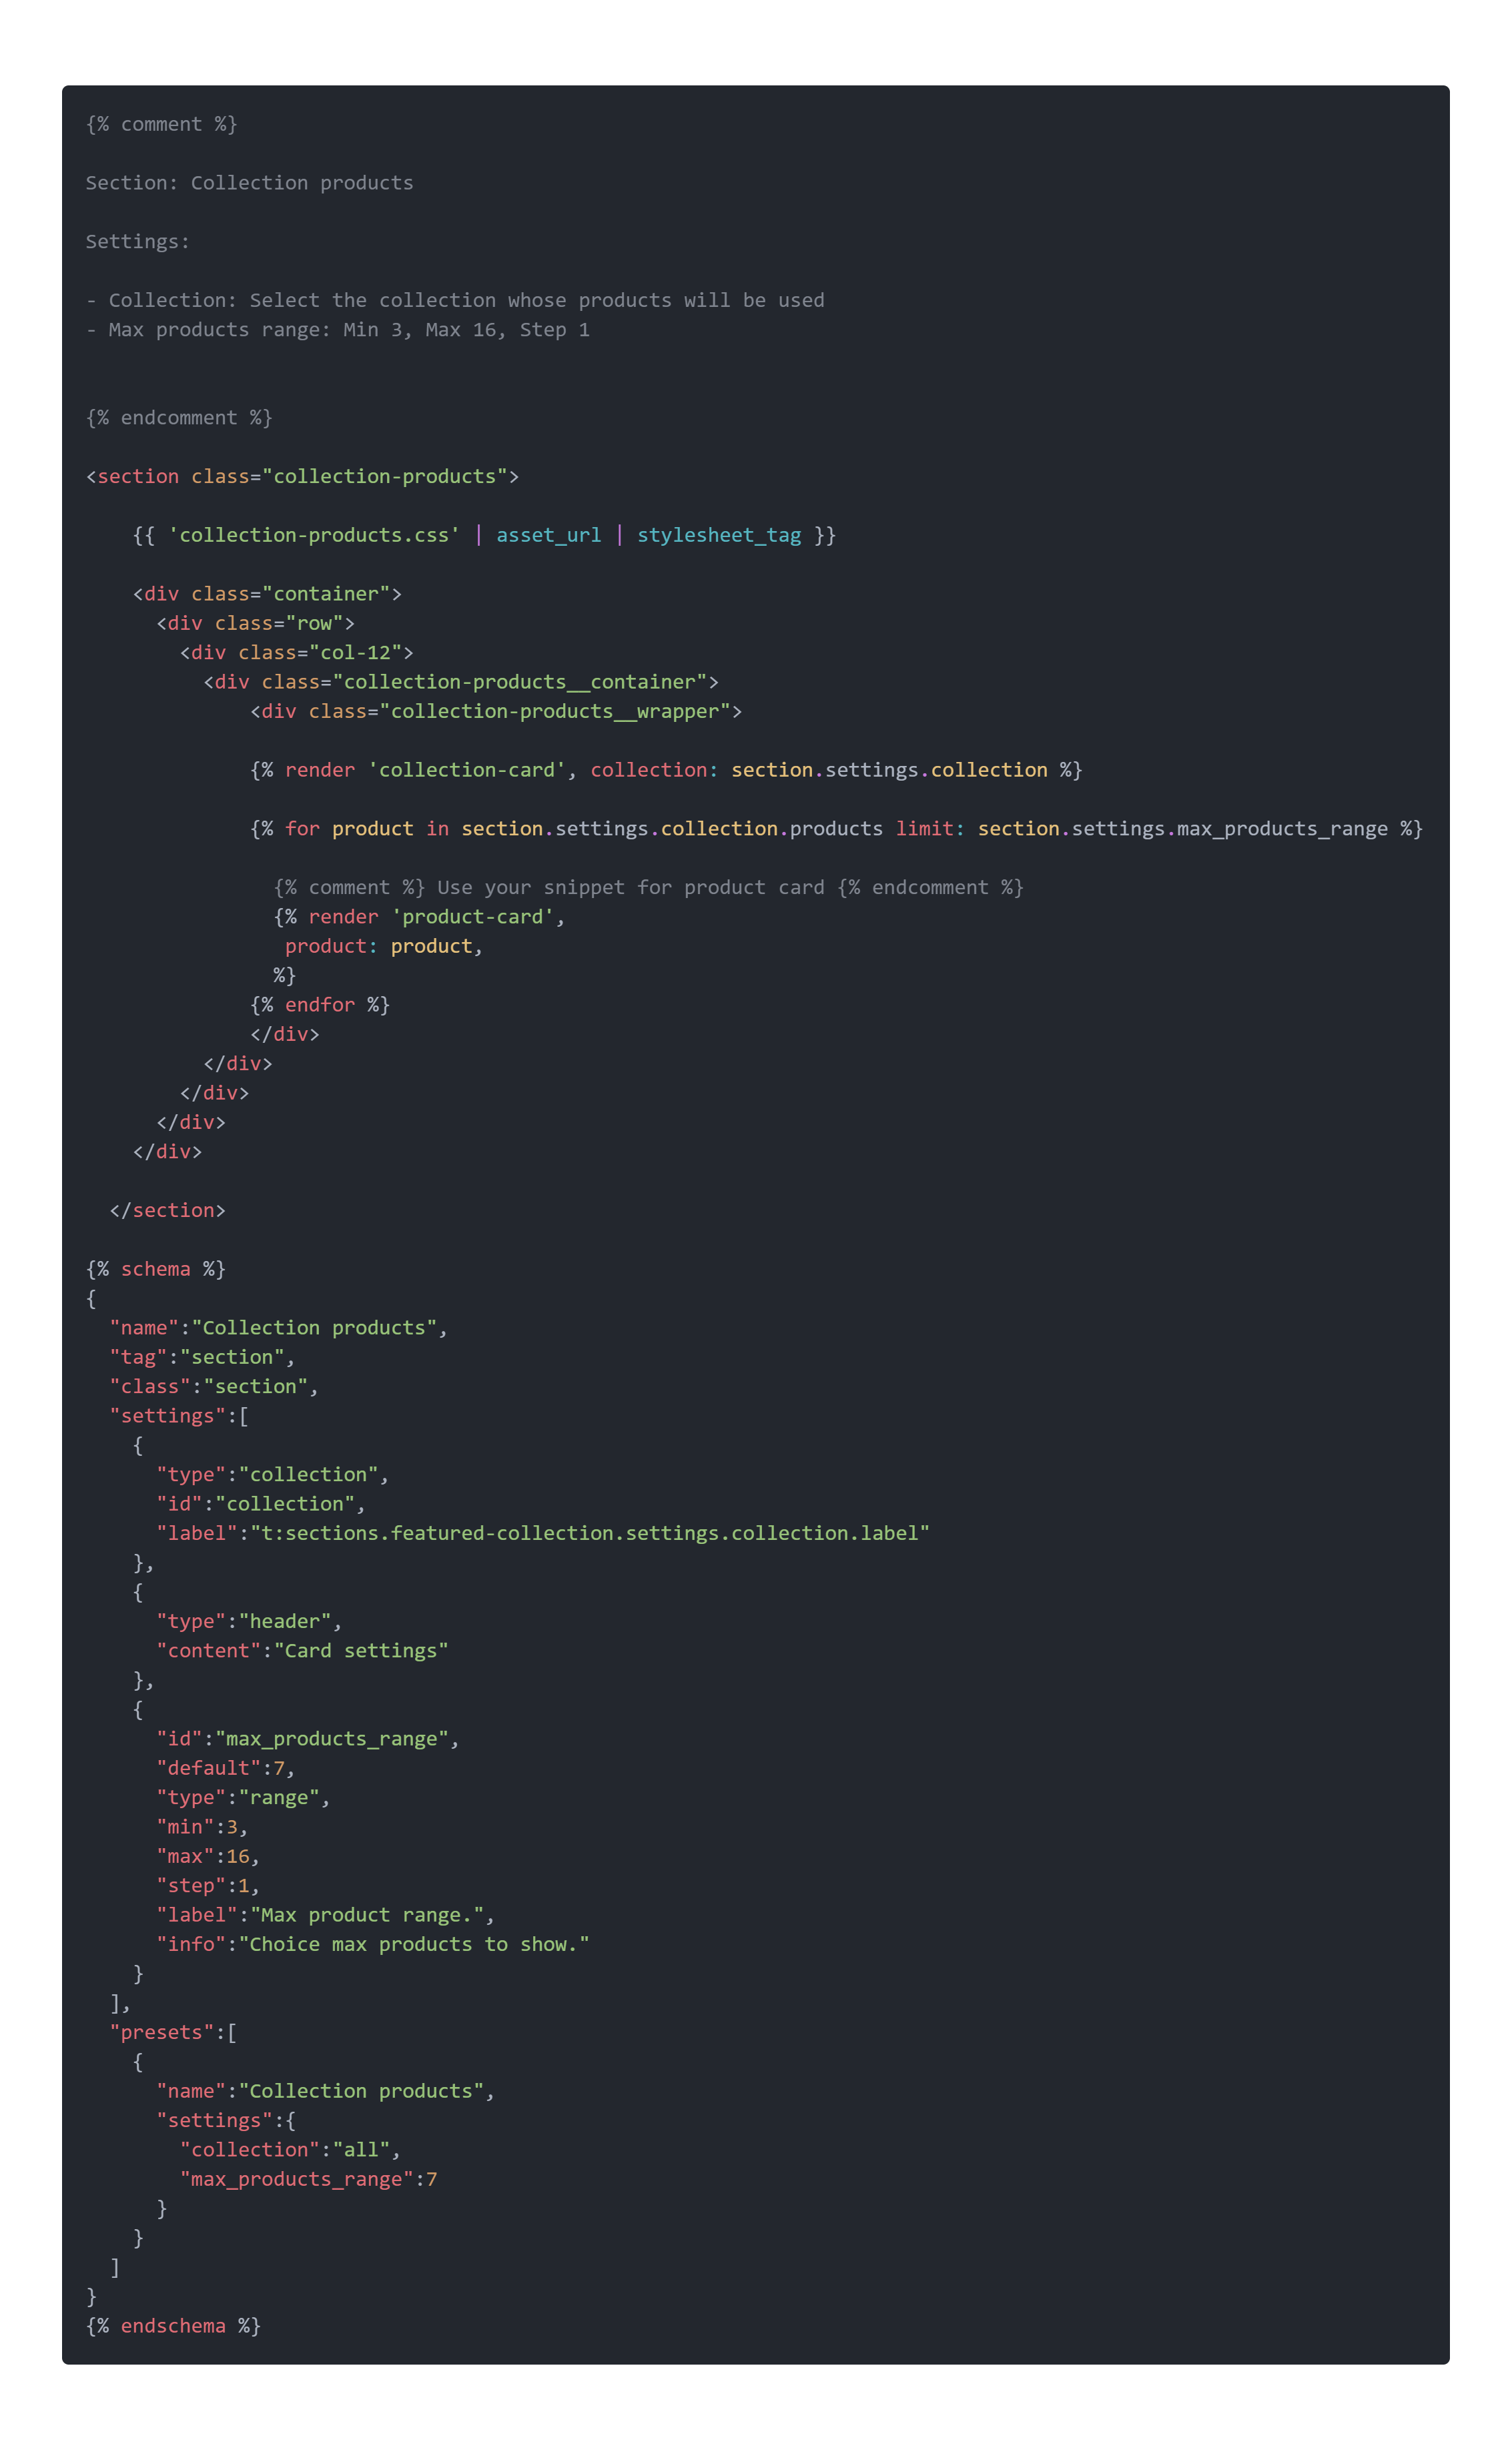 {% comment %}
Section: Collection products
Settings:
- Collection: Select the collection whose products will be used
- Max products range: Min 3, Max 16, Step 1
{% endcomment %}
<section class="collection-products">
{{ 'collection-products.css' | asset_url | stylesheet_tag }}
<div class="container">
<div class="row">
<div class="col-12">
<div class="collection-products__container">
<div class="collection-products__wrapper">
{% render 'collection-card', collection: section.settings.collection %}
{% for product in section.settings.collection.products limit: section.settings.max_products_range %}
{% comment %} Use your snippet for product card {% endcomment %}
{% render 'product-card',
product: product,
%}
{% endfor %}
</div>
</div>
</div>
</div>
</div>
</section>
{% schema %}
{
"name":"Collection products",
"tag":"section",
"class":"section",
"settings":[
{
"type":"collection",
"id":"collection",
"label":"t:sections.featured-collection.settings.collection.label"
},
{
"type":"header",
"content":"Card settings"
},
{
"id":"max_products_range",
"default":7,
"type":"range",
"min":3,
"max":16,
"step":1,
"label":"Max product range.",
"info":"Choice max products to show."
}
],
"presets":[
{
"name":"Collection products",
"settings":{
"collection":"all",
"max_products_range":7
}
}
]
}
{% endschema %}